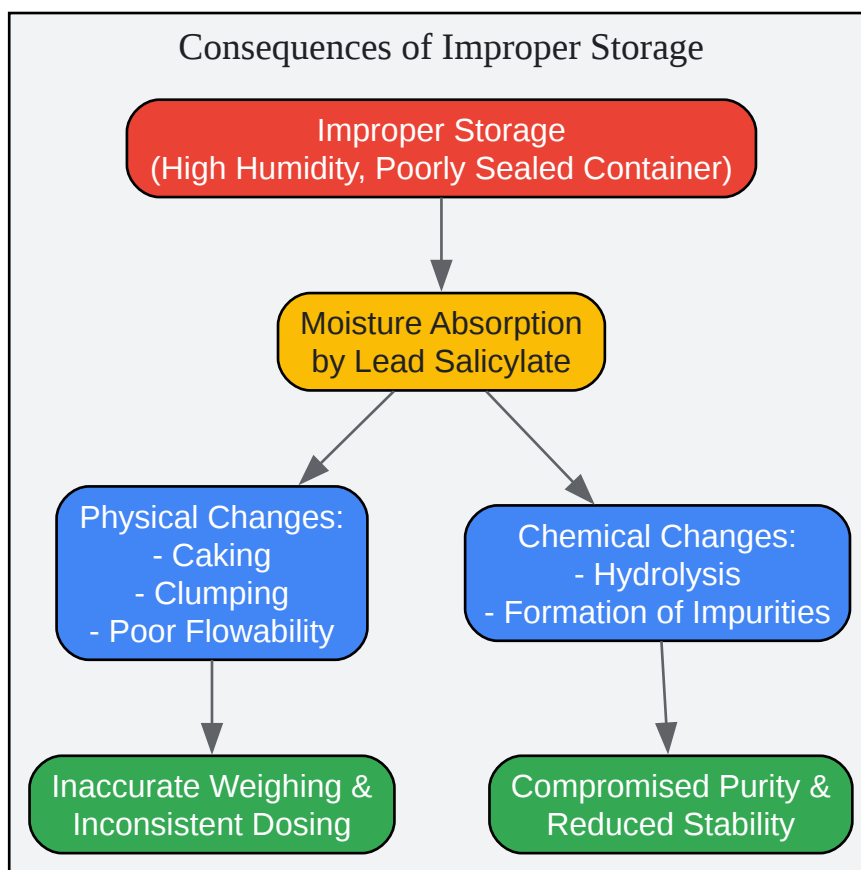 Consequences of Improper Storage
Improper Storage
(High Humidity, Poorly Sealed Container)
Moisture Absorption
by Lead Salicylate
Physical Changes:
- Caking
- Clumping
- Poor Flowability
Chemical Changes:
- Hydrolysis
- Formation of Impurities
Inaccurate Weighing &
Inconsistent Dosing
Compromised Purity &
Reduced Stability